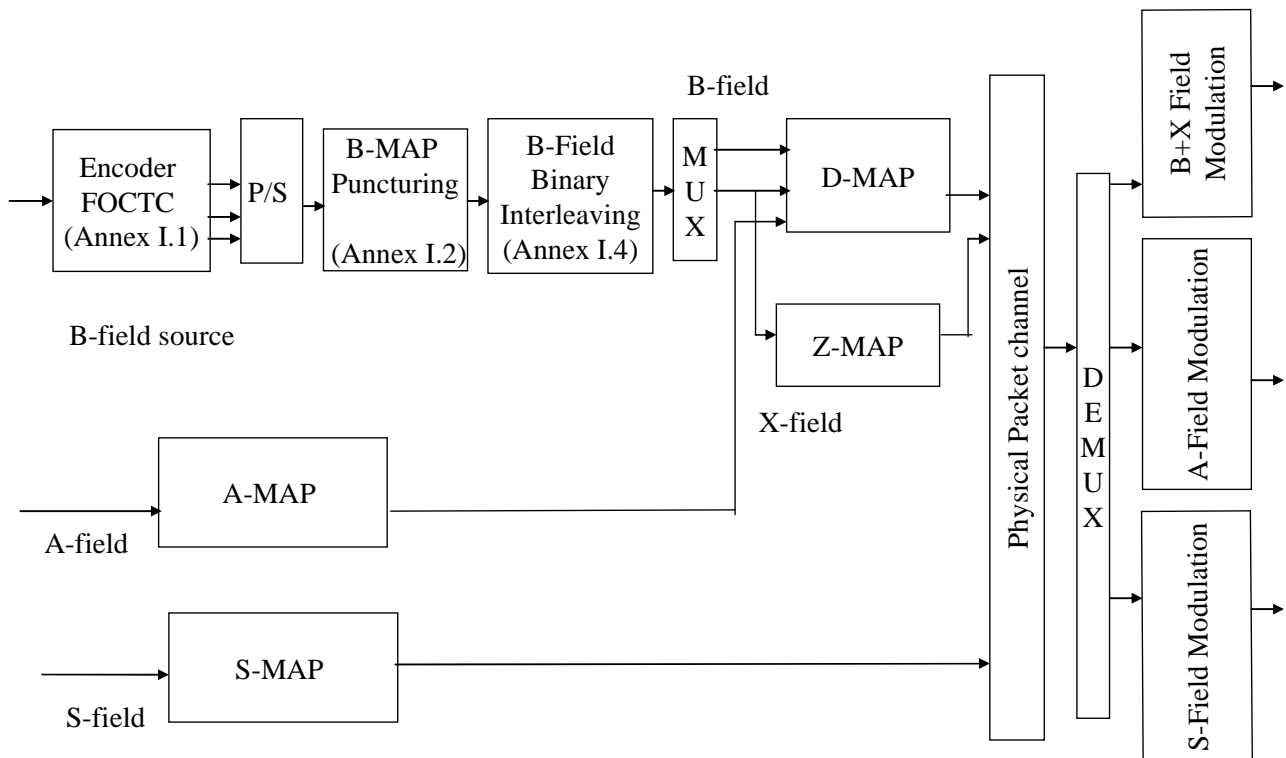 B-field
Encoder
FOCTC
(Annex I.1)
P/S
B-MAP
Puncturing
(Annex I.2)
B-Field
Binary
Interleaving
(Annex I.4)
M
U
X
D-MAP
B+X Field
Modulation
B-field source
Z-MAP
X-field
Physical Packet channel
D
E
M
U
X
A-Field Modulation
A-MAP
A-field
S-MAP
S-field
S-Field Modulation